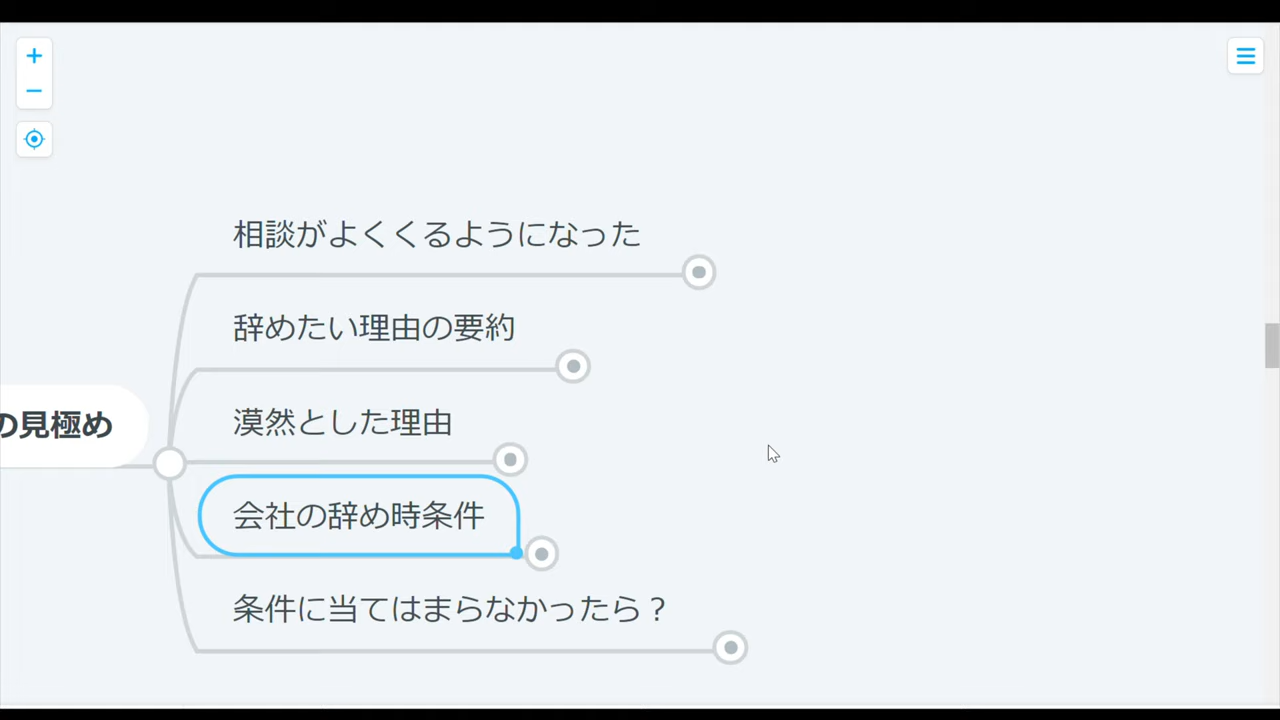 相談がよくくるようになった
辞めたい理由の要約
漠然とした理由
の見極め
会社の辞め時条件
条件に当てはまらなかったら？